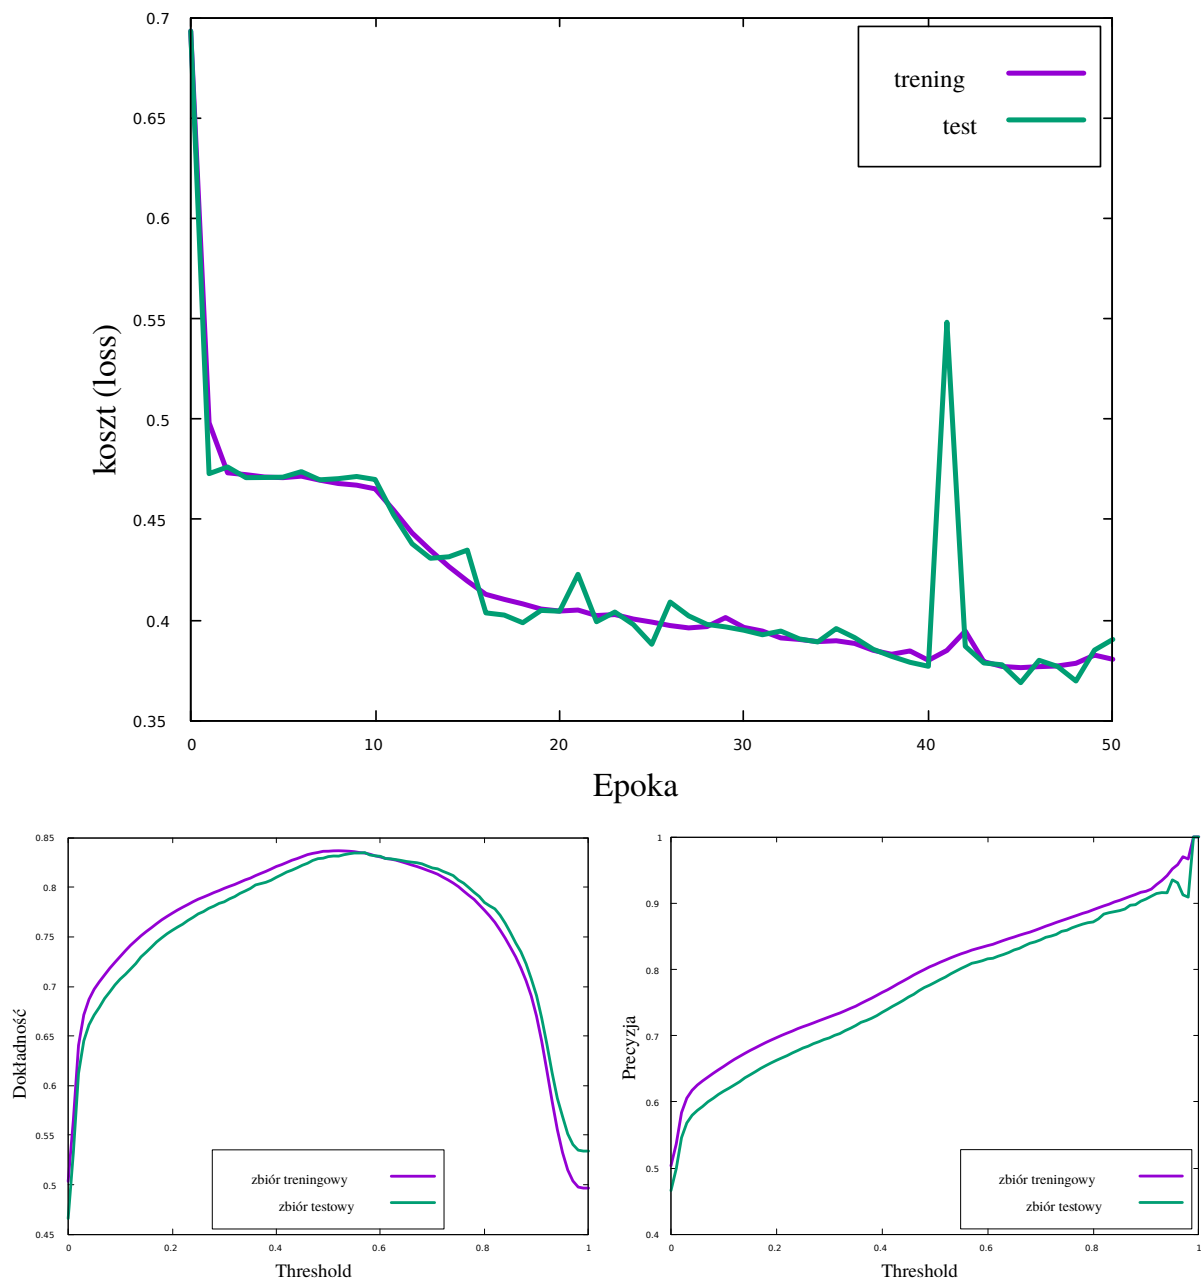 0.7
0.65
0.6
0.55
0.5
0.45
0.4
0.35
koszt (loss)
trening
test
0 10 20 30 40 50
Epoka
0.85
0.8
0.75
0.7
0.65
0.6
0.55
0.5
0.45
Dokładność
zbiór treningowy
zbiór testowy
0 0.2 0.4 0.6 0.8 1
Threshold
1
0.9
0.8
0.7
0.6
0.5
0.4
Precyzja
zbiór treningowy
zbiór testowy
0 0.2 0.4 0.6 0.8 1
Threshold